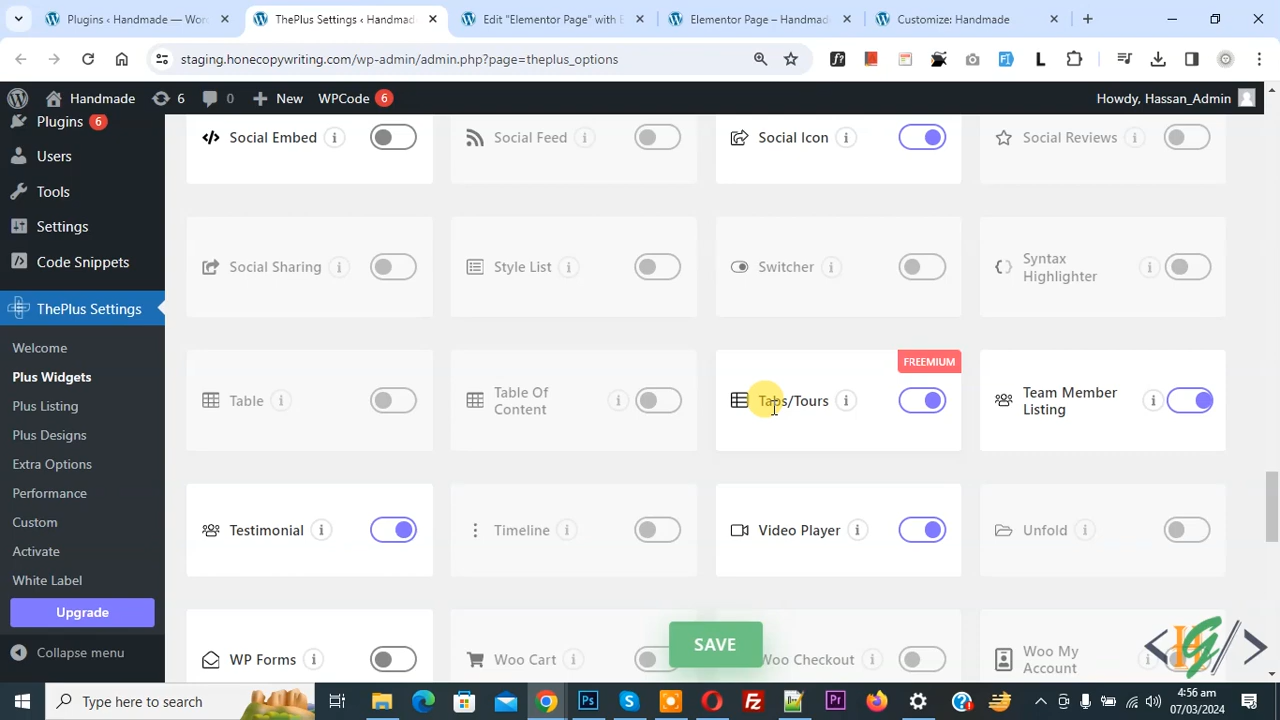 Plugins ‹ Handmade — Wor
ThePlus Settings ‹ Handmad
Edit "Elementor Page" with E
Elementor Page – Handmad
Customize: Handmade
staging.honecopywriting.com/wp-admin/admin.php?page=theplus_options
Handmade
6
0
New
WPCode
6
Howdy, Hassan_Admin
Plugins
6
Users
Tools
Settings
Code Snippets
ThePlus Settings
Welcome
Plus Widgets
Plus Listing
Plus Designs
Extra Options
Performance
Custom
Activate
White Label
Upgrade
Collapse menu
Social Embed
Social Feed
Social Icon
Social Reviews
Social Sharing
Style List
Switcher
Syntax
Highlighter
Table
Table Of
Content
FREEMIUM
Tabs/Tours
Team Member
Listing
Testimonial
Timeline
Video Player
Unfold
WP Forms
Woo Cart
Woo Checkout
Woo My
Account
SAVE
Type here to search
4:56 am
07/03/2024